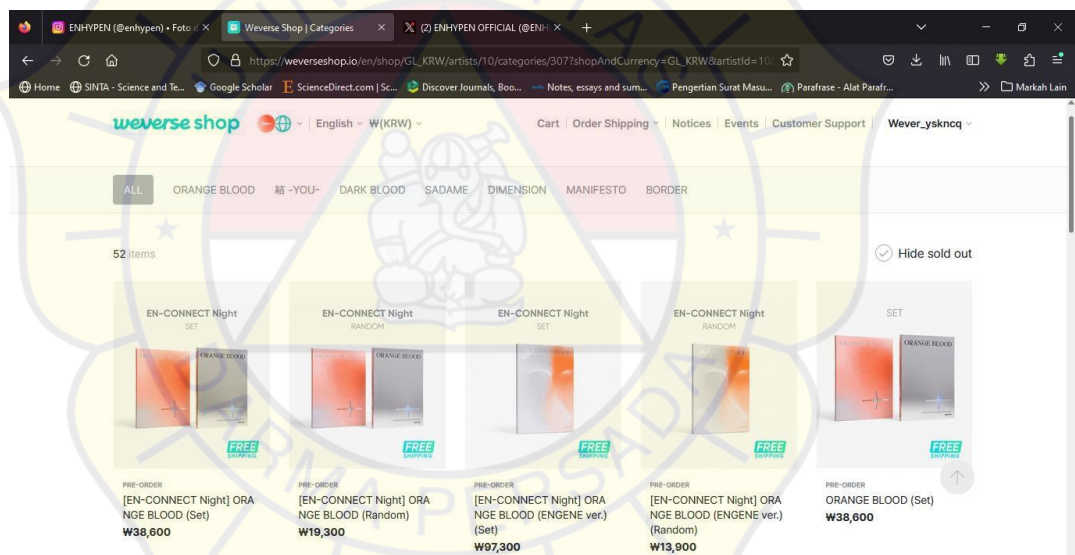 ENHYPEN (@enhypen) • Foto d
Weverse Shop | Categories
(2) ENHYPEN OFFICIAL (@ENH
https://weverseshop.io/en/shop/GL_KRW/artists/10/categories/307?shopAndCurrency=GL_KRW&artistId=10
Home SINTA - Science and Te... Google Scholar ScienceDirect.com | Sc... Discover Journals, Boo... Notes, essays and sum... Pengertian Surat Masu... Parafrase - Alat Parafr... Markah Lain
weverse shop English ₩(KRW) Cart Order Shipping Notices Events Customer Support Wever_yskncq
ALL ORANGE BLOOD 結 -YOU- DARK BLOOD SADAME DIMENSION MANIFESTO BORDER
52 items Hide sold out
EN-CONNECT Night
SET
ORANGE BLOOD
FREE
SHIPPING
PRE-ORDER
[EN-CONNECT Night] ORA
NGE BLOOD (Set)
₩38,600
EN-CONNECT Night
RANDOM
ORANGE BLOOD
FREE
SHIPPING
PRE-ORDER
[EN-CONNECT Night] ORA
NGE BLOOD (Random)
₩19,300
EN-CONNECT Night
SET
FREE
SHIPPING
PRE-ORDER
[EN-CONNECT Night] ORA
NGE BLOOD (ENGENE ver.)
(Set)
₩97,300
EN-CONNECT Night
RANDOM
FREE
SHIPPING
PRE-ORDER
[EN-CONNECT Night] ORA
NGE BLOOD (ENGENE ver.)
(Random)
₩13,900
SET
ORANGE BLOOD
FREE
SHIPPING
PRE-ORDER
ORANGE BLOOD (Set)
₩38,600